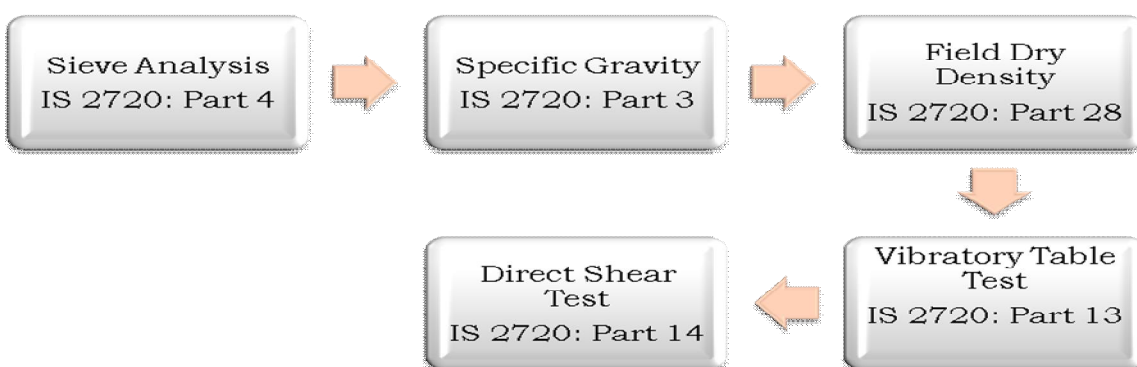 Sieve Analysis
IS 2720: Part 4
Specific Gravity
IS 2720: Part 3
Field Dry
Density
IS 2720: Part 28
Vibratory Table
Test
IS 2720: Part 13
Direct Shear
Test
IS 2720: Part 14